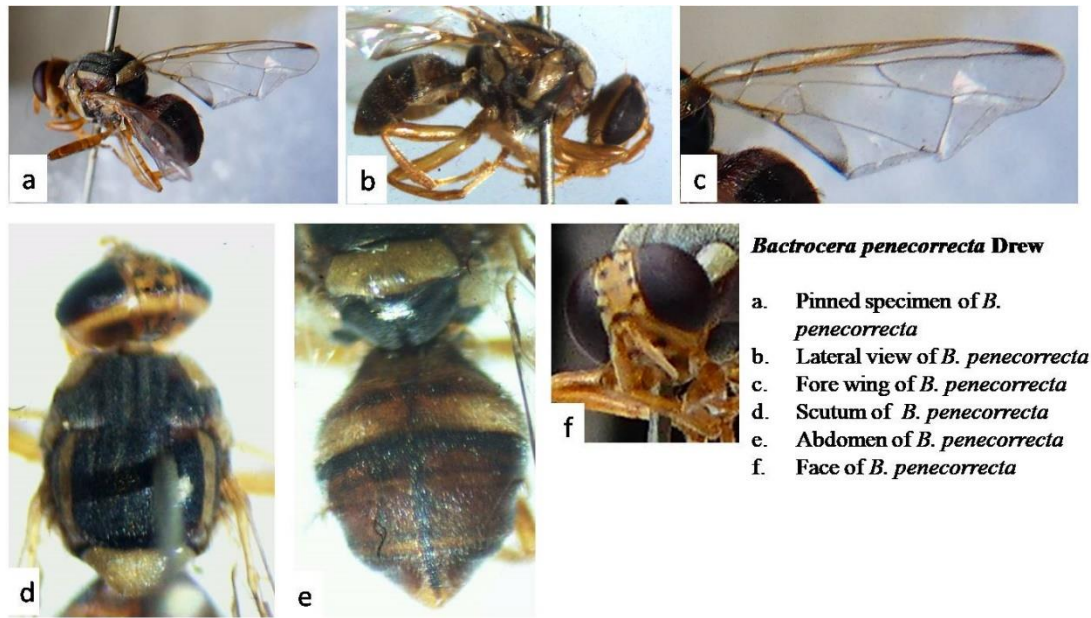 a
b
c
d
e
f
Bactrocera penecorrecta Drew
a. Pinned specimen of B.
penecorrecta
b. Lateral view of B. penecorrecta
c. Fore wing of B. penecorrecta
d. Scutum of B. penecorrecta
e. Abdomen of B. penecorrecta
f. Face of B. penecorrecta